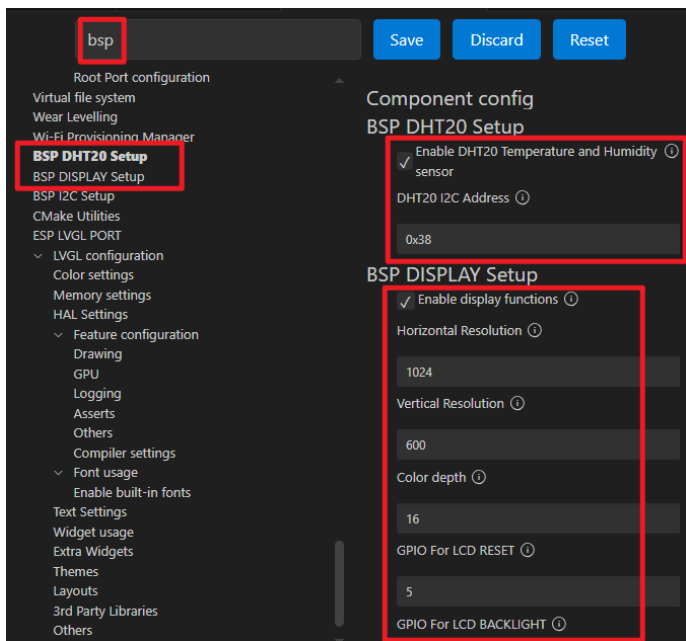 bsp
Save
Discard
Reset
Root Port configuration
Virtual file system
Wear Levelling
Wi-Fi Provisioning Manager
BSP DHT20 Setup
BSP DISPLAY Setup
BSP I2C Setup
CMake Utilities
ESP LVGL PORT
LVGL configuration
Color settings
Memory settings
HAL Settings
Feature configuration
Drawing
GPU
Logging
Asserts
Others
Compiler settings
Font usage
Enable built-in fonts
Text Settings
Widget usage
Extra Widgets
Themes
Layouts
3rd Party Libraries
Others
Component config
BSP DHT20 Setup
Enable DHT20 Temperature and Humidity
sensor
DHT20 I2C Address
0x38
BSP DISPLAY Setup
Enable display functions
Horizontal Resolution
1024
Vertical Resolution
600
Color depth
16
GPIO For LCD RESET
5
GPIO For LCD BACKLIGHT